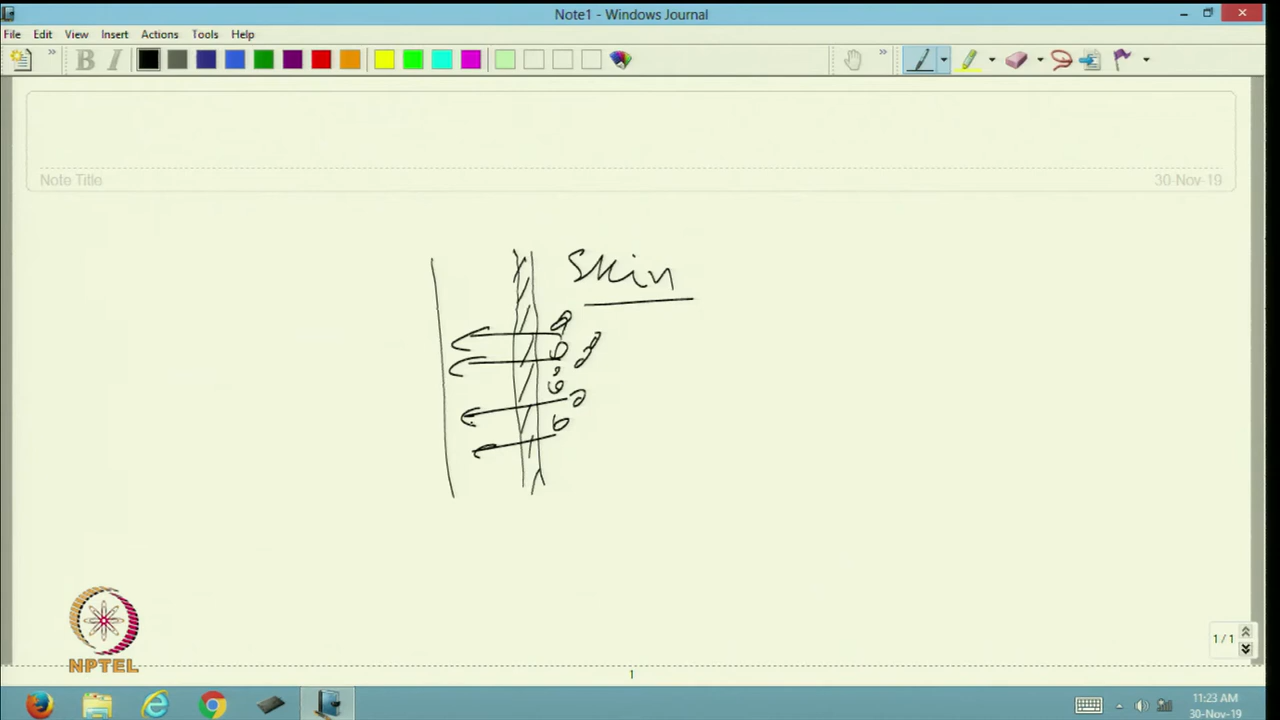 Note1 - Windows Journal
File Edit View Insert Actions Tools Help
B I
Note Title
30-Nov-19
Skin
NPTEL
1 / 1
1
11:23 AM
30-Nov-19